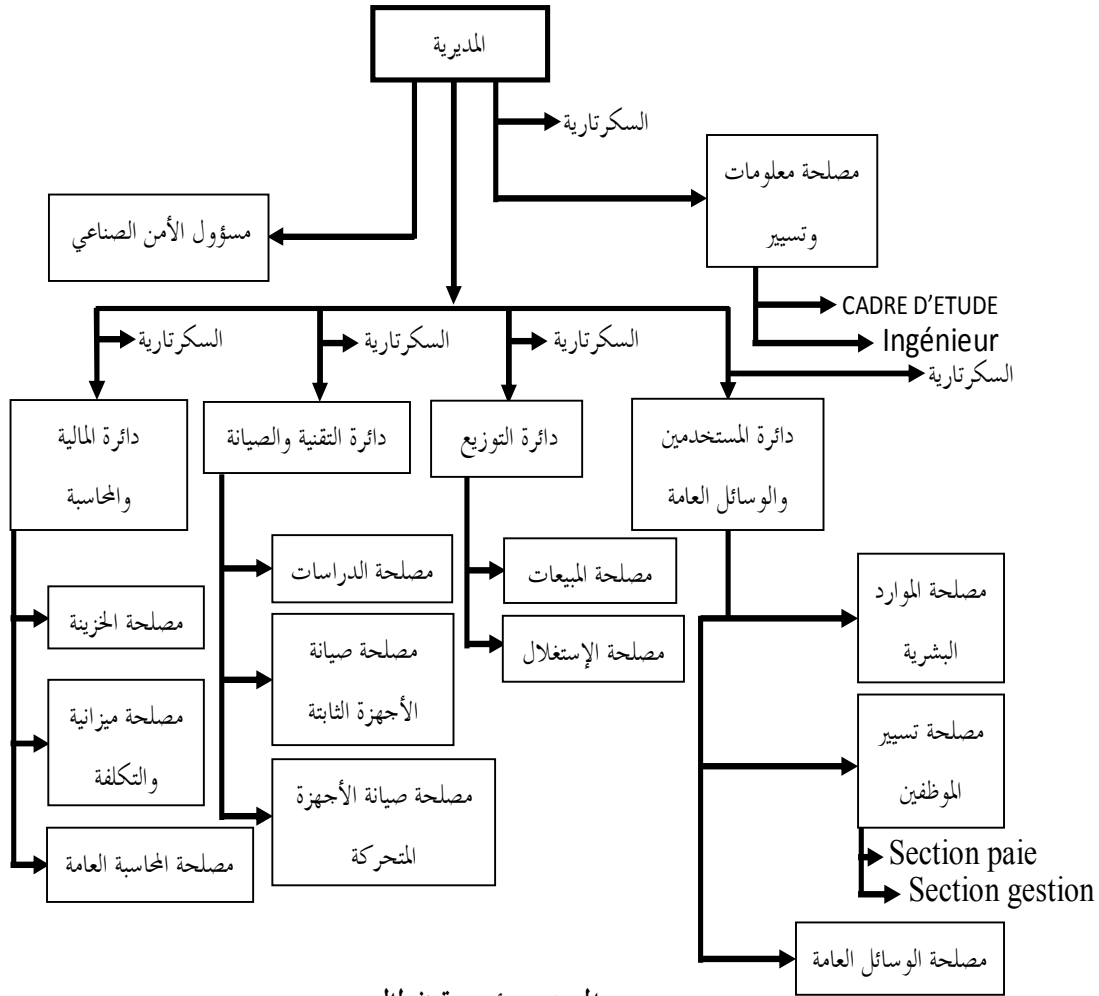 المديرية
السكرتارية
مصلحة معلومات
وتسيير
مسؤول الأمن الصناعي
CADRE D'ETUDE
Ingénieur
السكرتارية
السكرتارية
السكرتارية
السكرتارية
دائرة المستخدمين
والوسائل العامة
دائرة التوزيع
دائرة التقنية والصيانة
دائرة المالية
والمحاسبة
مصلحة الموارد
البشرية
مصلحة تسيير
الموظفين
Section paie
Section gestion
مصلحة الوسائل العامة
مصلحة المبيعات
مصلحة الإستغلال
مصلحة الدراسات
مصلحة صيانة
الأجهزة الثابتة
مصلحة صيانة الأجهزة
المتحركة
مصلحة الخزينة
مصلحة ميزانية
والتكلفة
مصلحة المحاسبة العامة